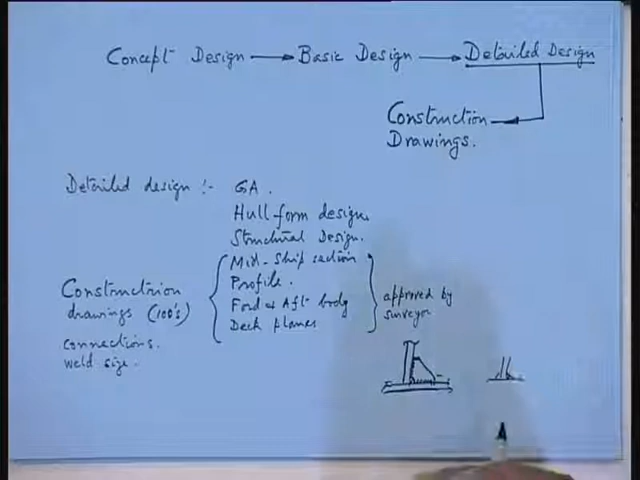 Concept Design → Basic Design → Detailed Design
Construction
Drawings.
Detailed design :- GA.
Hull form design.
Structural Design.
Mid-Ship section
Profile.
Ford & Aft body
Deck planes
Constrnctrion
drawings (100's)
connections.
weld size.
approved by
surveyor